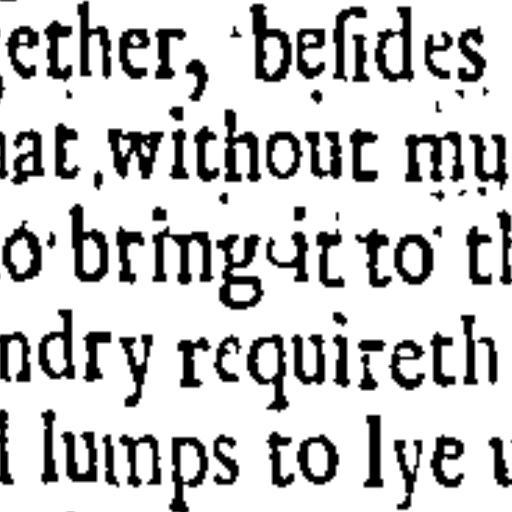 ether, beſides
at without mu
o bring it to th
ndry requireth
lumps to lye u